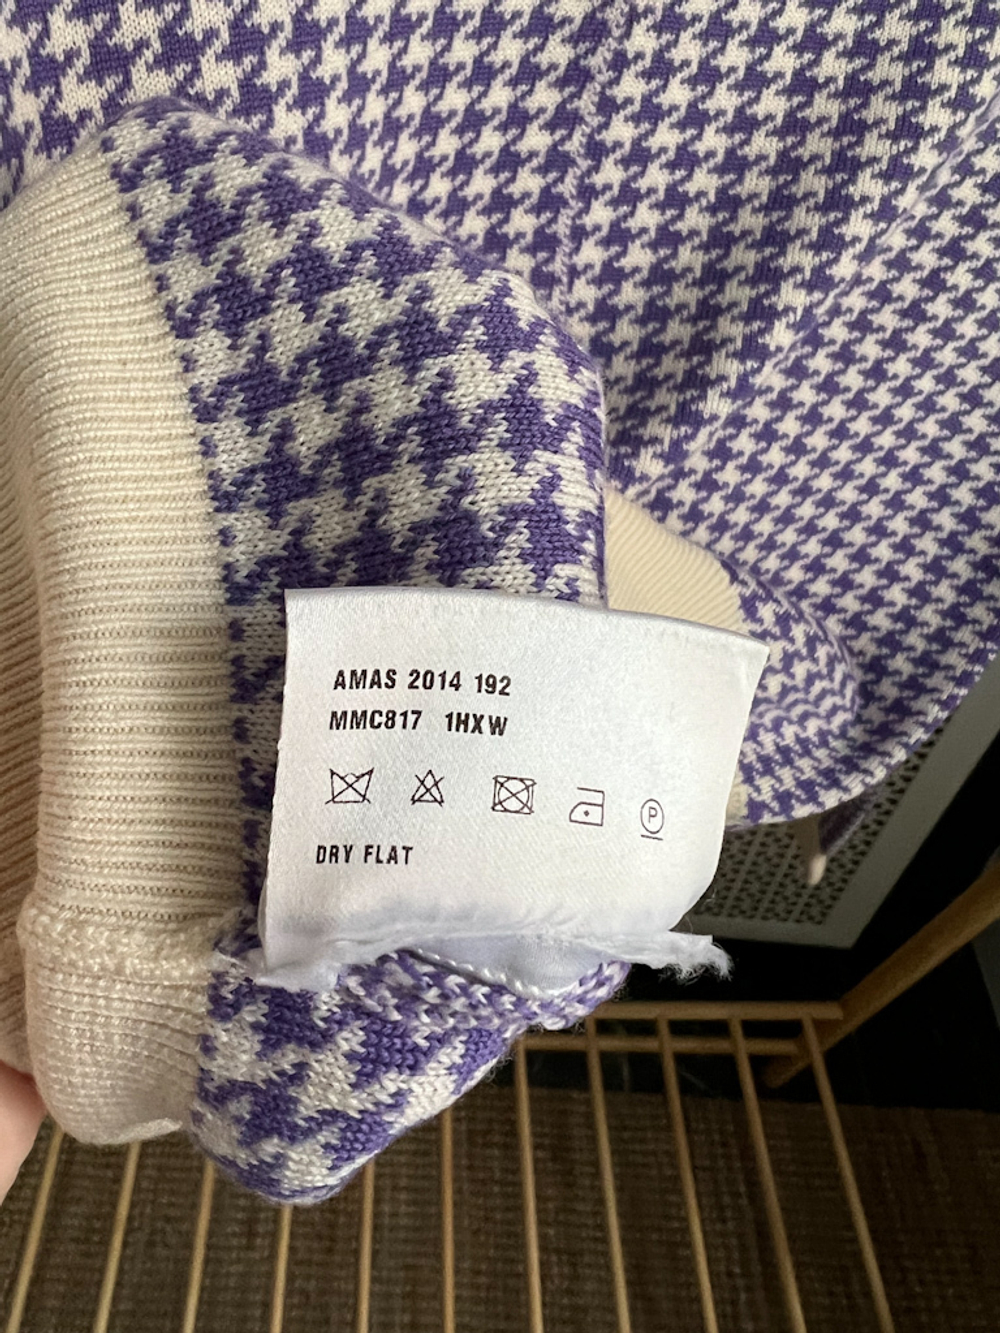 AMAS 2014 192
MMC817 1HXW
P
DRY FLAT